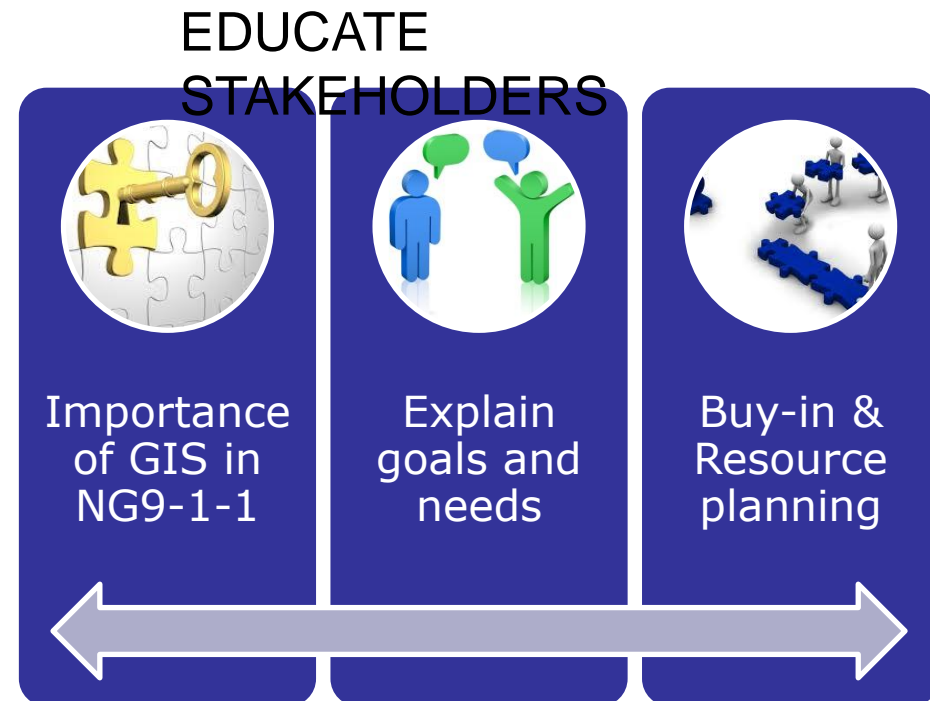 EDUCATE
STAKEHOLDERS
Importance
of GIS in
NG9-1-1
Explain
goals and
needs
Buy-in &
Resource
planning